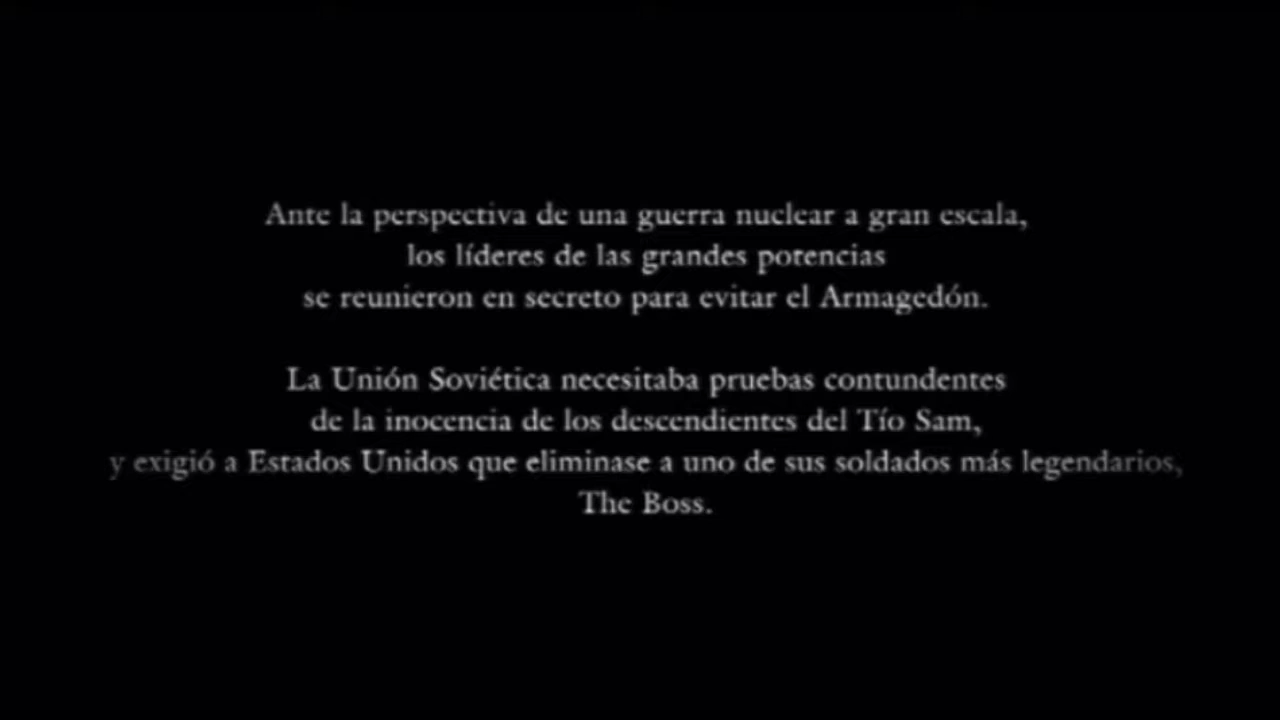 Ante la perspectiva de una guerra nuclear a gran escala,
los líderes de las grandes potencias
se reunieron en secreto para evitar el Armagedón.
La Unión Soviética necesitaba pruebas contundentes
de la inocencia de los descendientes del Tío Sam,
y exigió a Estados Unidos que eliminase a uno de sus soldados más legendarios,
The Boss.